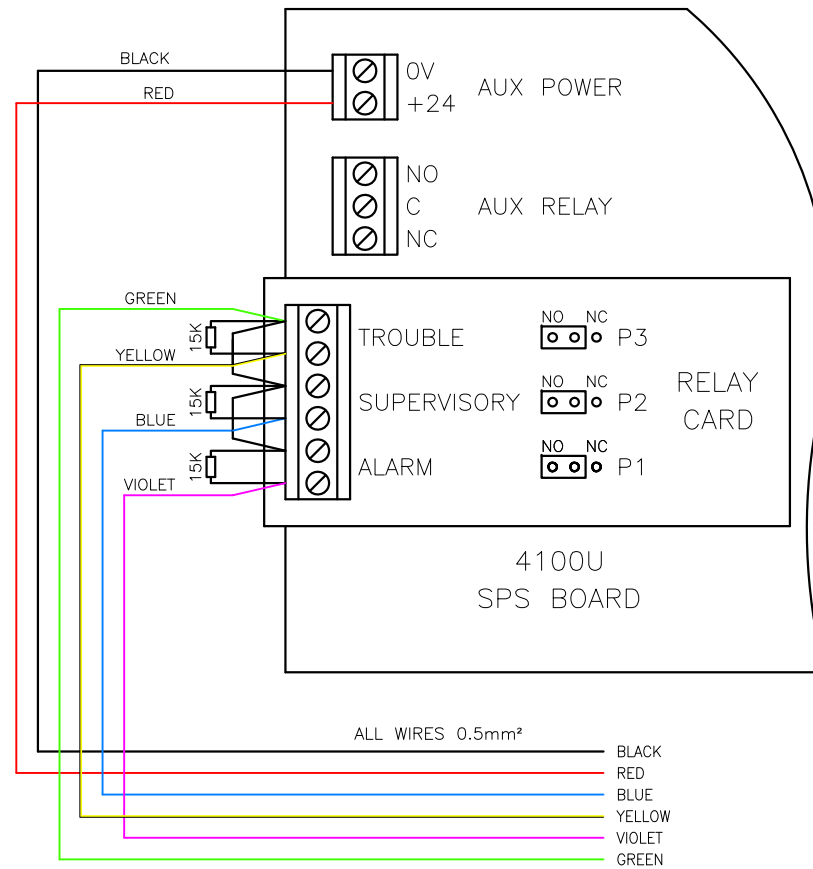 BLACK
0V
AUX POWER
RED
+24
NO
C
AUX RELAY
NC
GREEN
15K
TROUBLE
NO NC
P3
YELLOW
15K
SUPERVISORY
NO NC
P2
RELAY
CARD
BLUE
15K
ALARM
NO NC
P1
VIOLET
4100U
SPS BOARD
ALL WIRES 0.5mm²
BLACK
RED
BLUE
YELLOW
VIOLET
GREEN